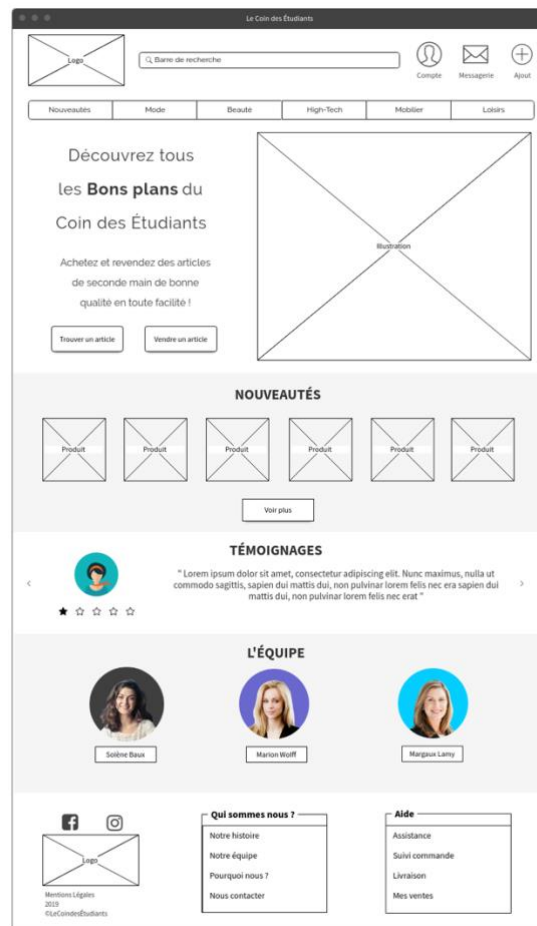 Le Coin des Étudiants
Logo
Barre de recherche
Compte
Messagerie
Ajout
Nouveautés
Mode
Beauté
High-Tech
Mobilier
Loisirs
Découvrez tous
les Bons plans du
Coin des Étudiants
Achetez et revendez des articles
de seconde main de bonne
qualité en toute facilité !
Trouver un article
Vendre un article
Illustration
NOUVEAUTÉS
Produit
Produit
Produit
Produit
Produit
Produit
Voir plus
TÉMOIGNAGES
" Lorem ipsum dolor sit amet, consectetur adipiscing elit. Nunc maximus, nulla ut
commodo sagittis, sapien dui mattis dui, non pulvinar lorem felis nec era sapien dui
mattis dui, non pulvinar lorem felis nec erat "
L'ÉQUIPE
Solène Baux
Marion Wolff
Margaux Lamy
Logo
Mentions Légales
2019
©LeCoindesÉtudiants
Qui sommes nous ?
Notre histoire
Notre équipe
Pourquoi nous ?
Nous contacter
Aide
Assistance
Suivi commande
Livraison
Mes ventes